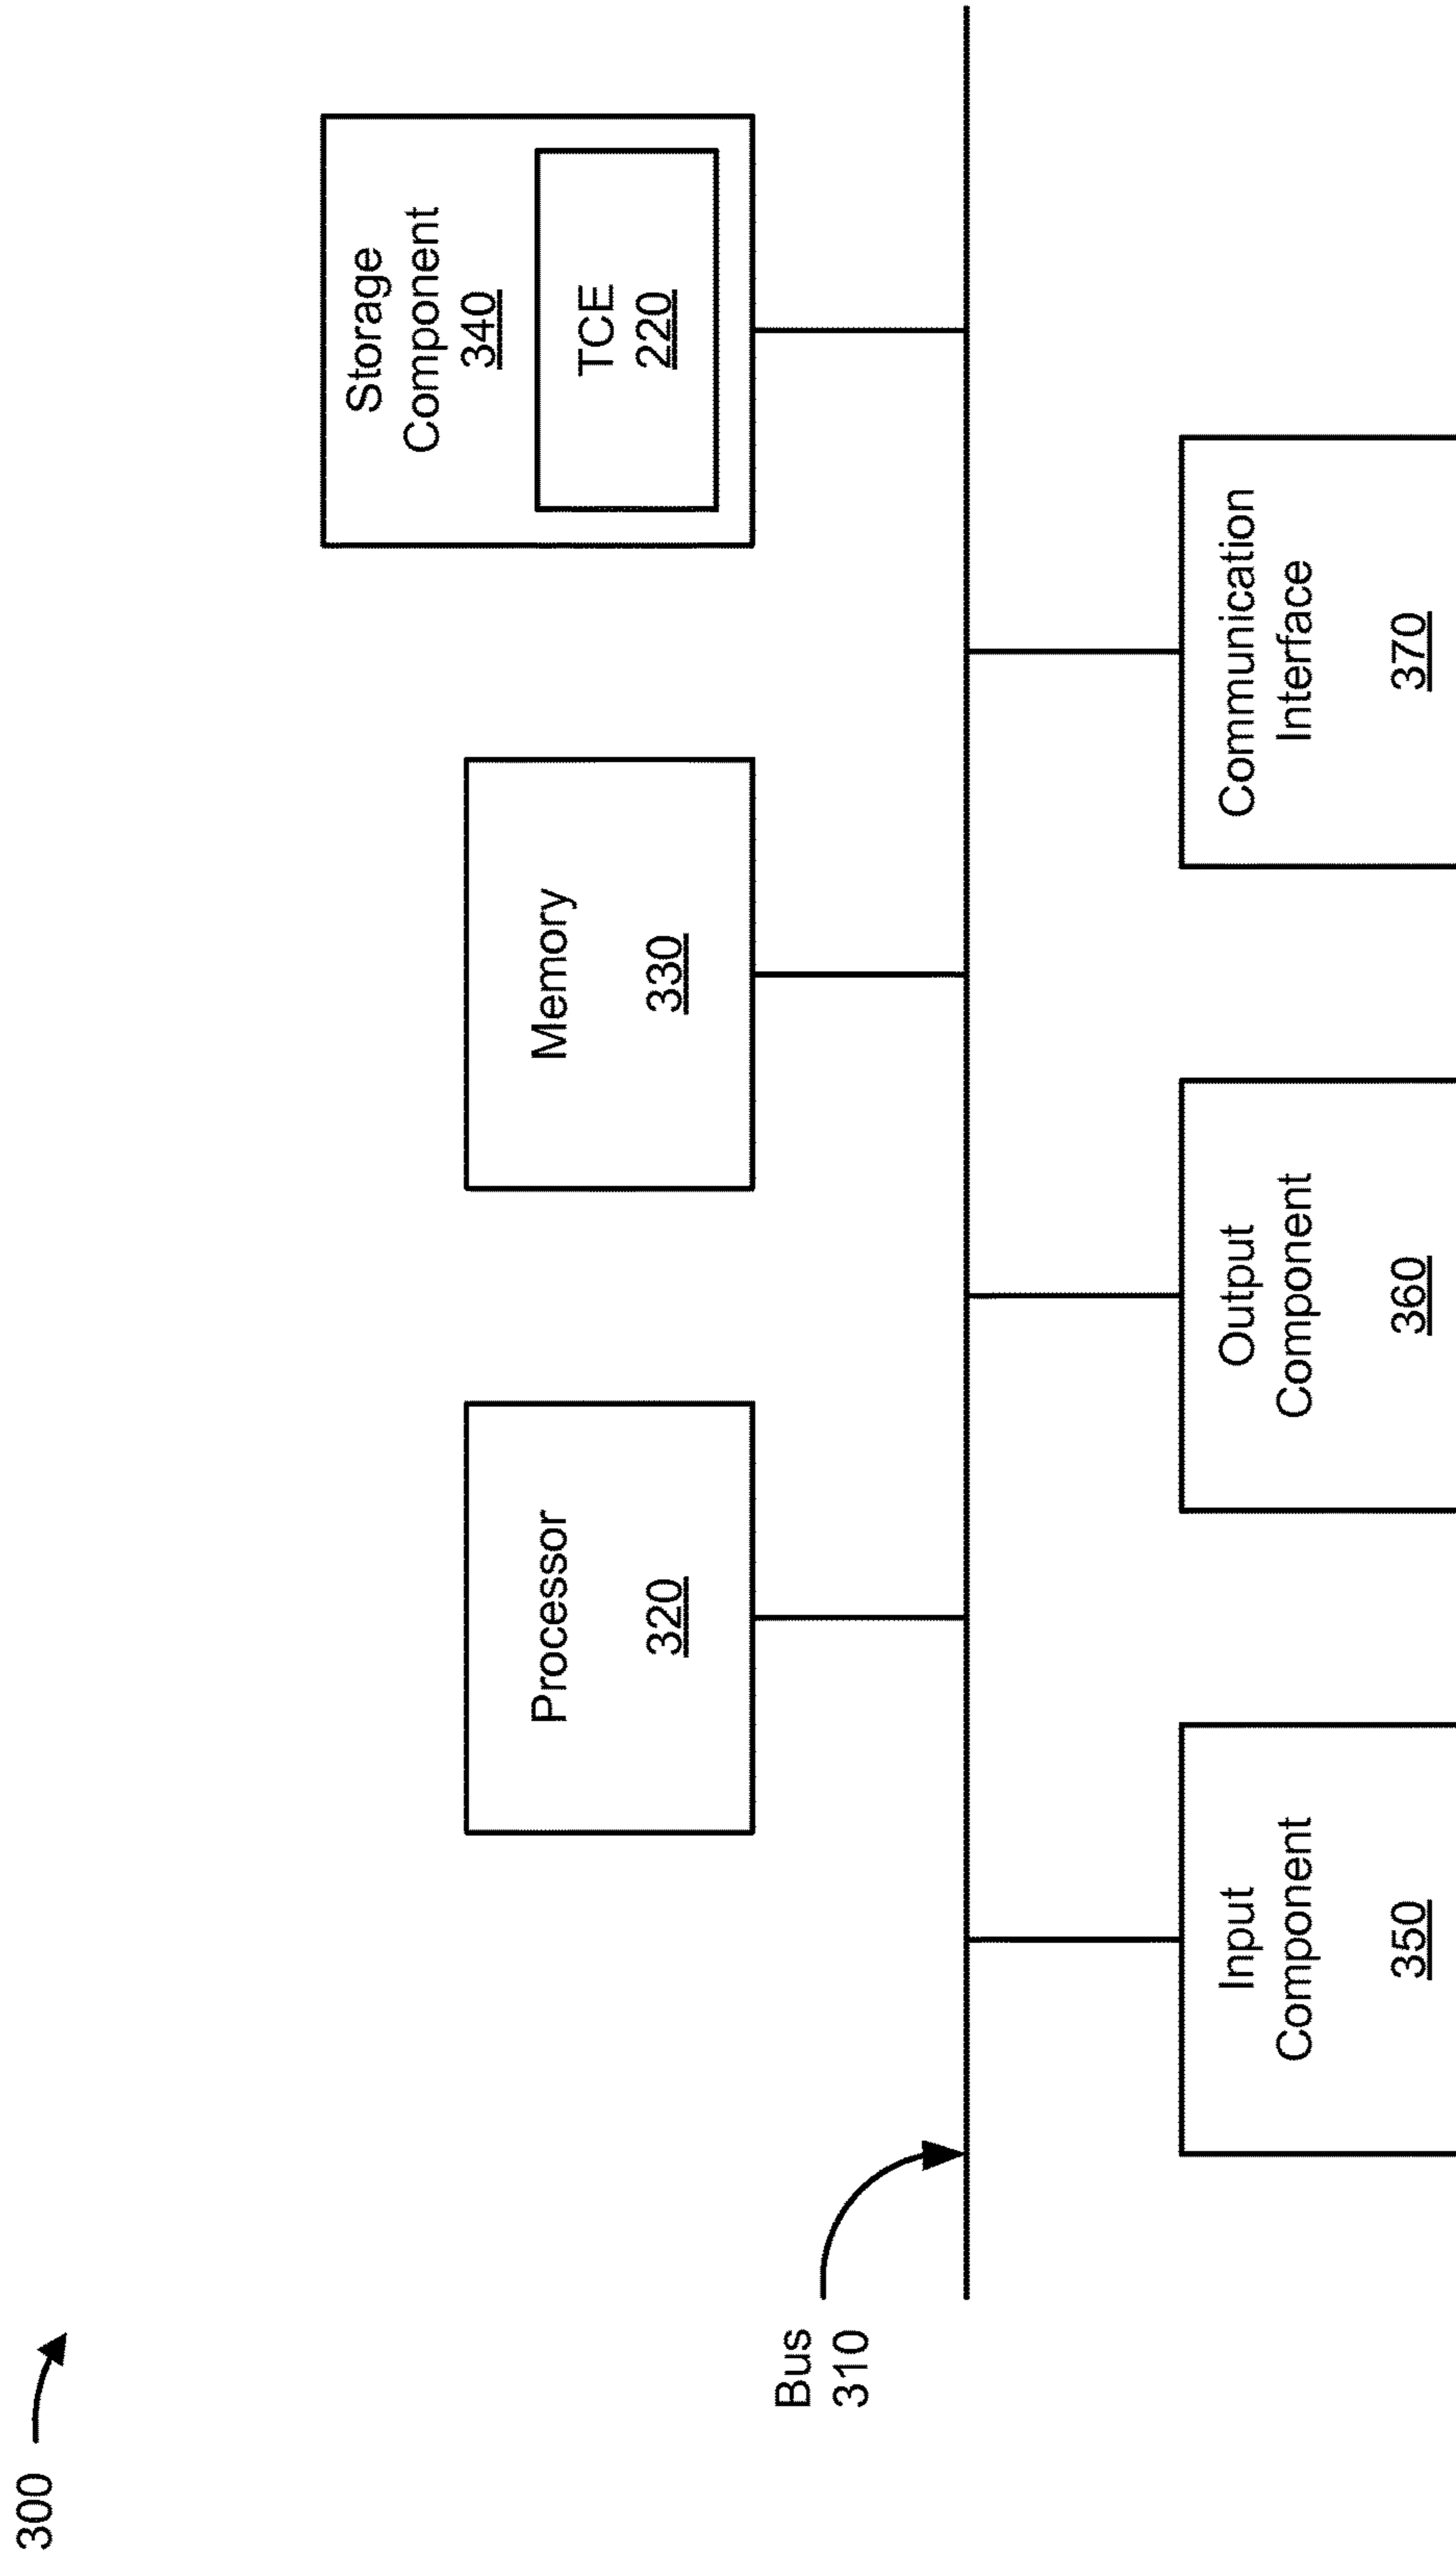 300
Processor
320
Memory
330
Storage
Component
340
TCE
220
Bus
310
Input
Component
350
Output
Component
360
Communication
Interface
370